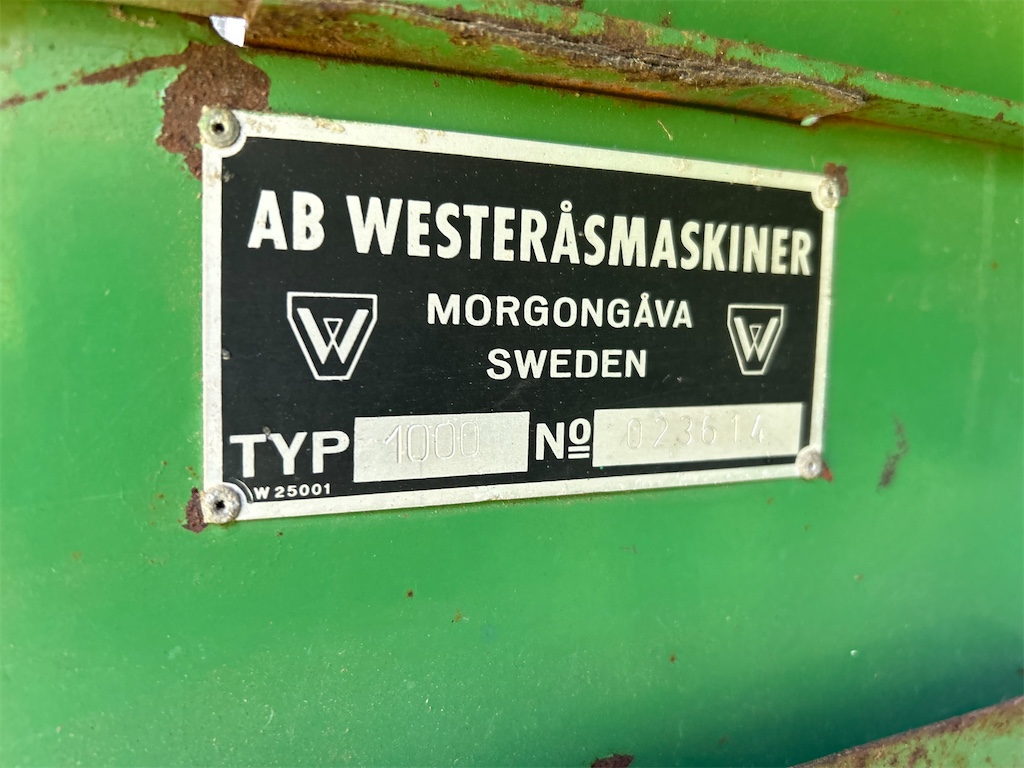 AB WESTERÅSMASKINER
MORGONGÅVA
W W
SWEDEN
TYP 1000 Nº 023614
W 25001